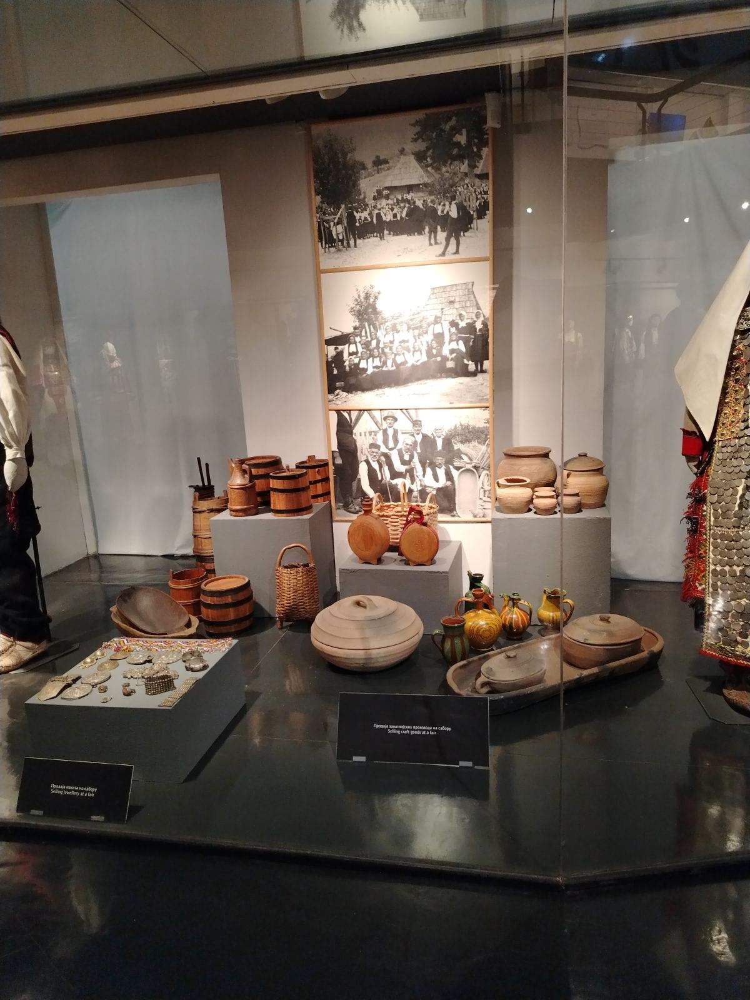 Продаја занатлијских производа на сабору
Selling craft goods at a fair
Продаја накита на сабору
Selling jewellery at a fair